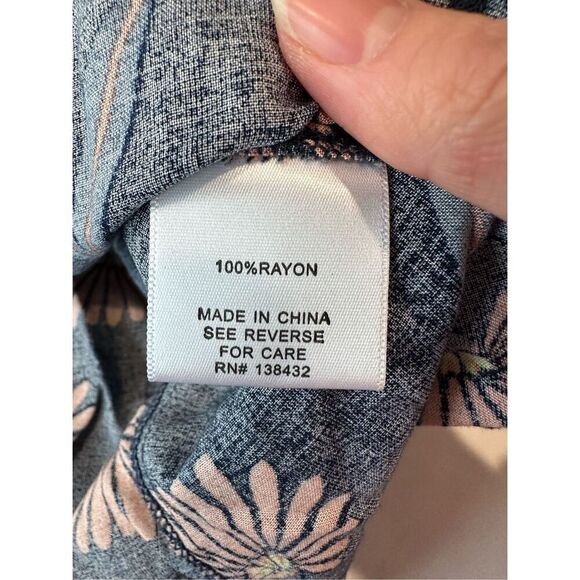 100%RAYON
MADE IN CHINA
SEE REVERSE
FOR CARE
RN# 138432